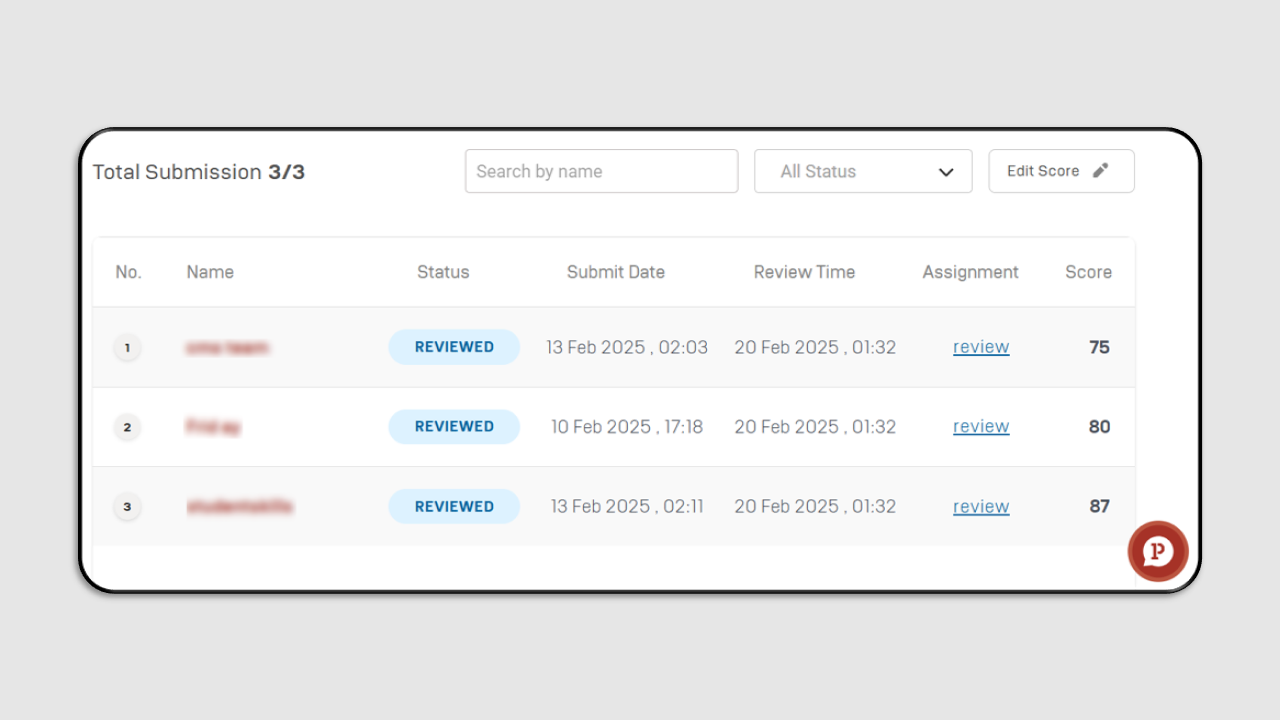 Total Submission 3/3 Search by name All Status Edit Score
No. Name Status Submit Date Review Time Assignment Score
1 REVIEWED 13 Feb 2025 , 02:03 20 Feb 2025 , 01:32 review 75
2 REVIEWED 10 Feb 2025 , 17:18 20 Feb 2025 , 01:32 review 80
3 REVIEWED 13 Feb 2025 , 02:11 20 Feb 2025 , 01:32 review 87
P